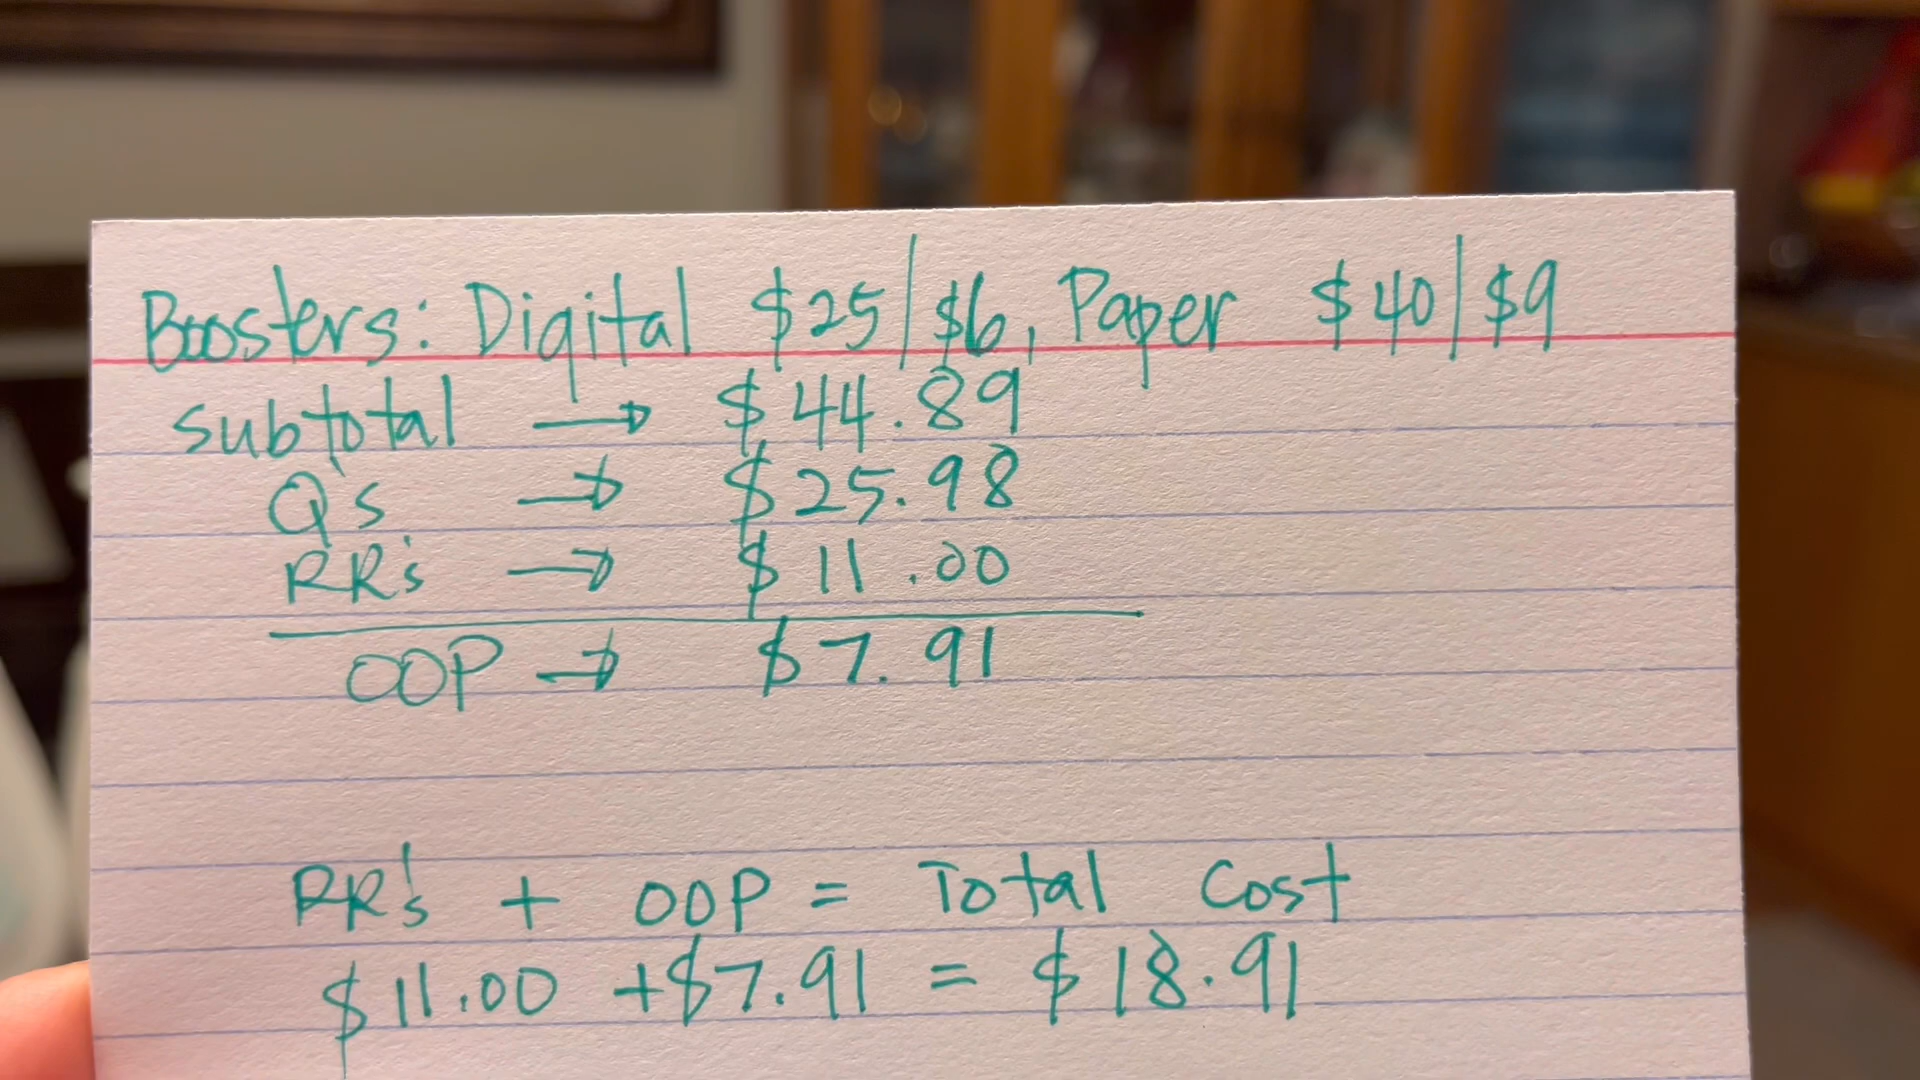 Boosters: Digital $25|$6, Paper $40|$9
subtotal → $44.89
Q's → $25.98
RR's → $11.00
OOP → $7.91
RR's + OOP = Total Cost
$11.00 + $7.91 = $18.91